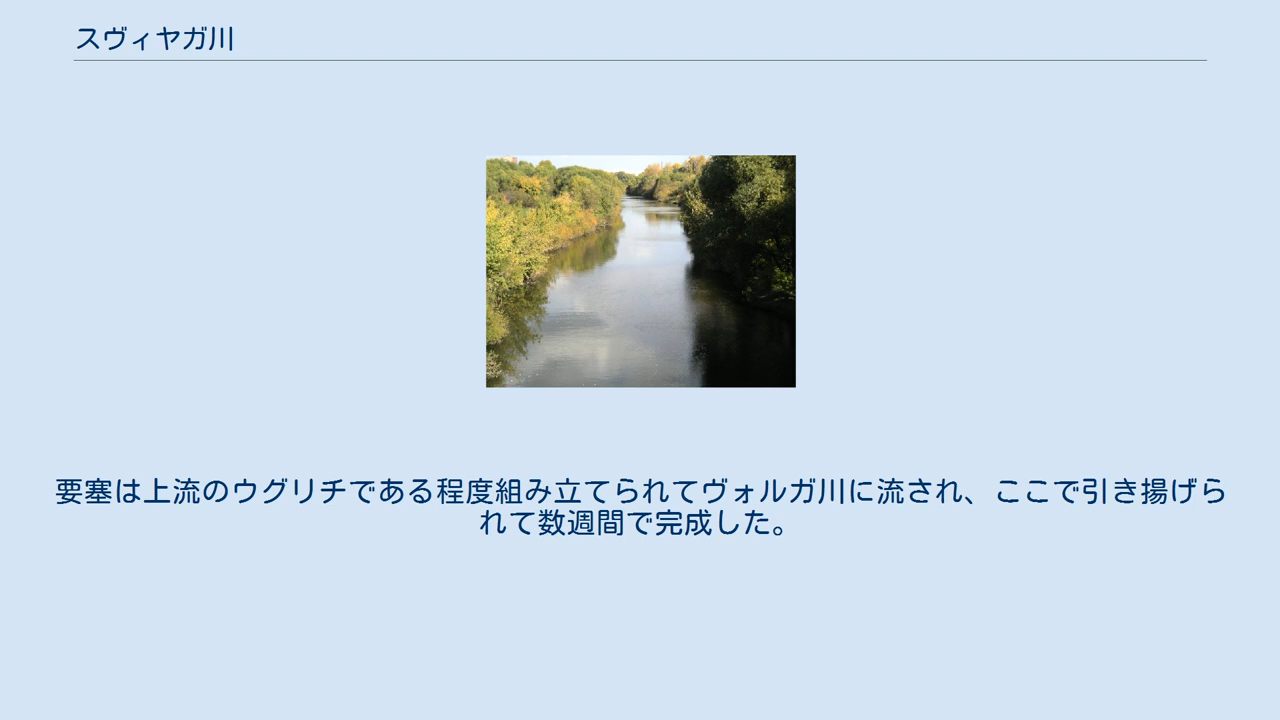 スヴィヤガ川
要塞は上流のウグリチである程度組み立てられてヴォルガ川に流され、ここで引き揚げら
れて数週間で完成した。